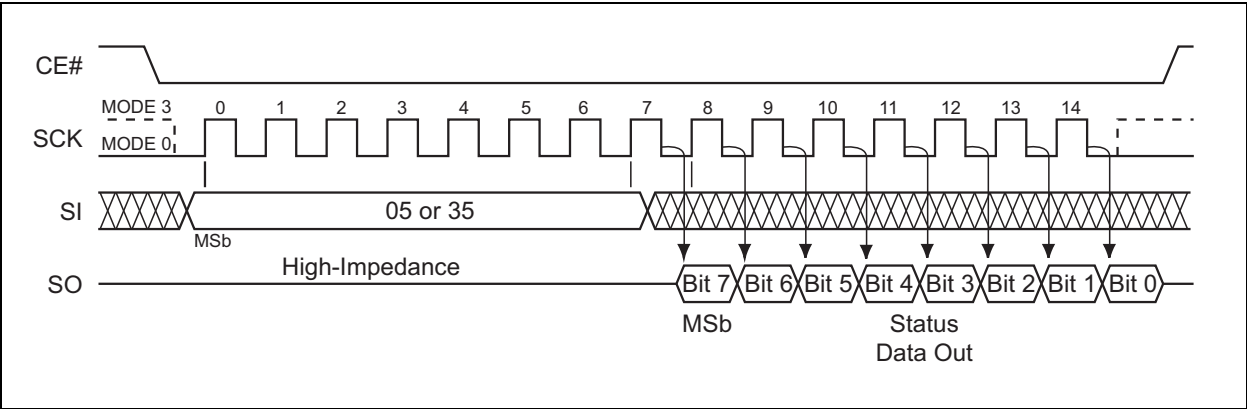 CE#
MODE 3
0 1 2 3 4 5 6 7 8 9 10 11 12 13 14
SCK
MODE 0
SI
05 or 35
MSb
High-Impedance
SO
Bit 7 Bit 6 Bit 5 Bit 4 Bit 3 Bit 2 Bit 1 Bit 0
MSb
Status
Data Out